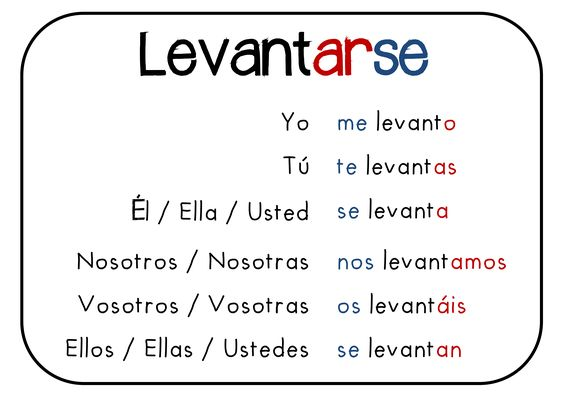 Levantarse
Yo me levanto
Tú te levantas
Él / Ella / Usted se levanta
Nosotros / Nosotras nos levantamos
Vosotros / Vosotras os levantáis
Ellos / Ellas / Ustedes se levantan